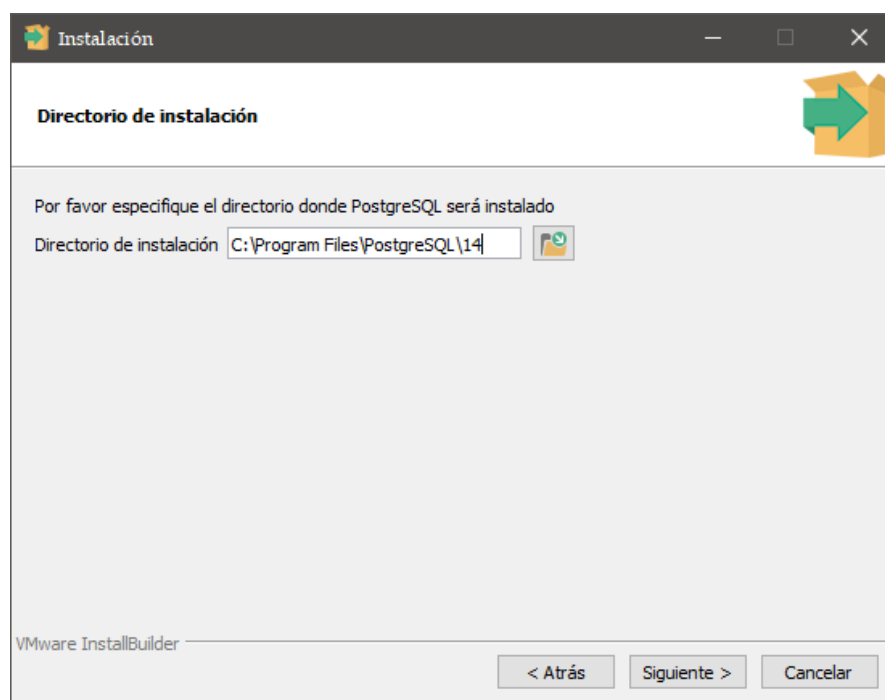 Instalación
Directorio de instalación
Por favor especifique el directorio donde PostgreSQL será instalado
Directorio de instalación C:\Program Files\PostgreSQL\14
VMware InstallBuilder
< Atrás Siguiente > Cancelar